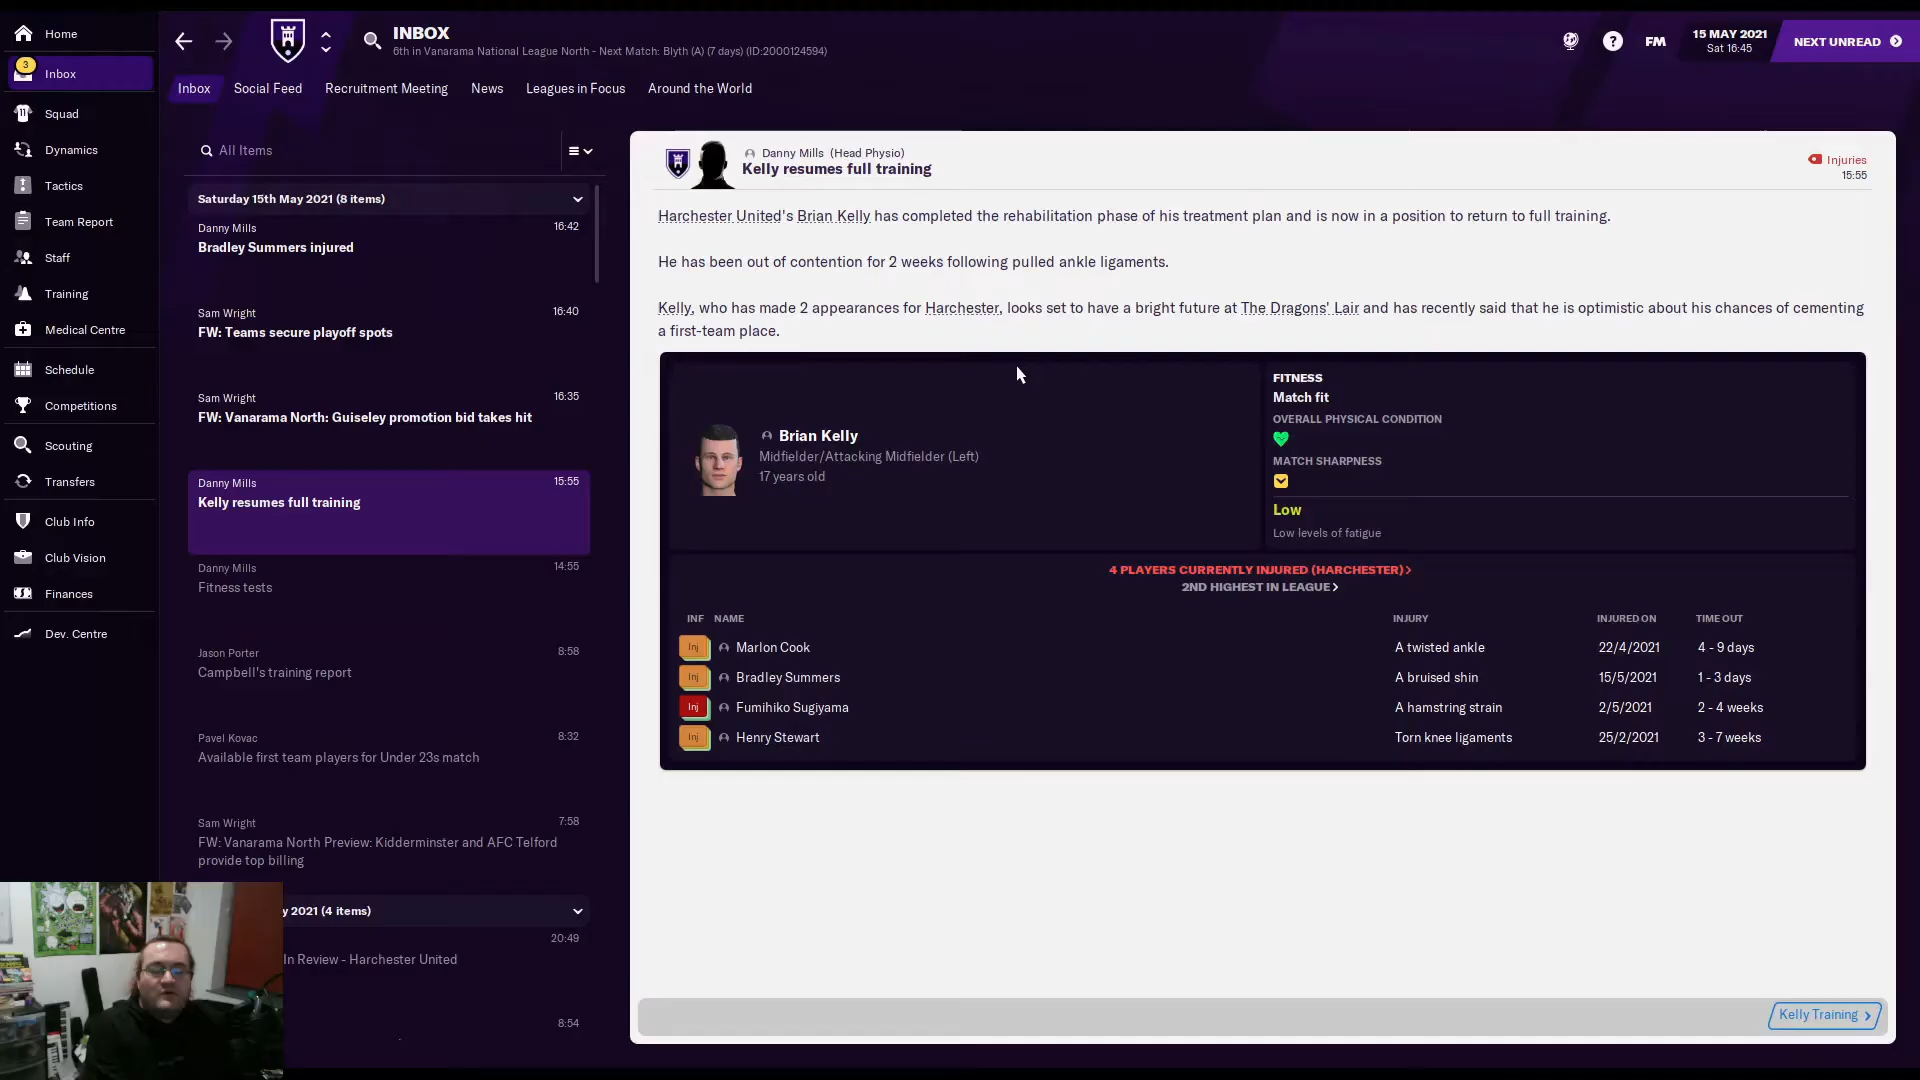 Home
3
Inbox
Squad
Dynamics
Tactics
Team Report
Staff
Training
Medical Centre
Schedule
Competitions
Scouting
Transfers
Club Info
Club Vision
Finances
Dev. Centre
INBOX
6th in Vanarama National League North - Next Match: Blyth (A) (7 days) (ID:2000124594)
FM
15 MAY 2021
Sat 16:45
NEXT UNREAD
Inbox Social Feed Recruitment Meeting News Leagues in Focus Around the World
All Items
Saturday 15th May 2021 (8 items)
Danny Mills 16:42
Bradley Summers injured
Sam Wright 16:40
FW: Teams secure playoff spots
Sam Wright 16:35
FW: Vanarama North: Guiseley promotion bid takes hit
Danny Mills 15:55
Kelly resumes full training
Danny Mills 14:55
Fitness tests
Jason Porter 8:58
Campbell's training report
Pavel Kovac 8:32
Available first team players for Under 23s match
Sam Wright 7:58
FW: Vanarama North Preview: Kidderminster and AFC Telford
provide top billing
y 2021 (4 items)
20:49
In Review - Harchester United
8:54
Danny Mills (Head Physio)
Kelly resumes full training
Injuries
15:55
Harchester United's Brian Kelly has completed the rehabilitation phase of his treatment plan and is now in a position to return to full training.
He has been out of contention for 2 weeks following pulled ankle ligaments.
Kelly, who has made 2 appearances for Harchester, looks set to have a bright future at The Dragons' Lair and has recently said that he is optimistic about his chances of cementing
a first-team place.
Brian Kelly
Midfielder/Attacking Midfielder (Left)
17 years old
FITNESS
Match fit
OVERALL PHYSICAL CONDITION
MATCH SHARPNESS
Low
Low levels of fatigue
4 PLAYERS CURRENTLY INJURED (HARCHESTER)>
2ND HIGHEST IN LEAGUE>
INF NAME INJURY INJURED ON TIME OUT
Inj Marlon Cook A twisted ankle 22/4/2021 4 - 9 days
Inj Bradley Summers A bruised shin 15/5/2021 1 - 3 days
Inj Fumihiko Sugiyama A hamstring strain 2/5/2021 2 - 4 weeks
Inj Henry Stewart Torn knee ligaments 25/2/2021 3 - 7 weeks
Kelly Training >